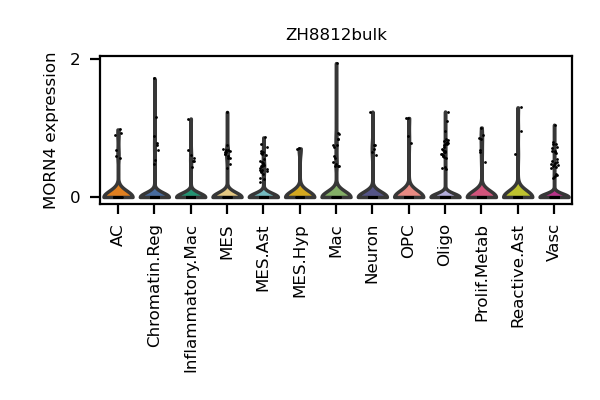 ZH8812bulk
MORN4 expression
2
0
AC
Chromatin.Reg
Inflammatory.Mac
MES
MES.Ast
MES.Hyp
Mac
Neuron
OPC
Oligo
Prolif.Metab
Reactive.Ast
Vasc